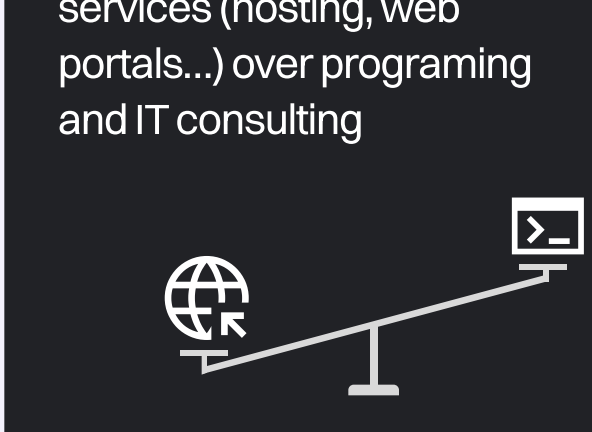 services (hosting, web
portals...) over programing
and IT consulting